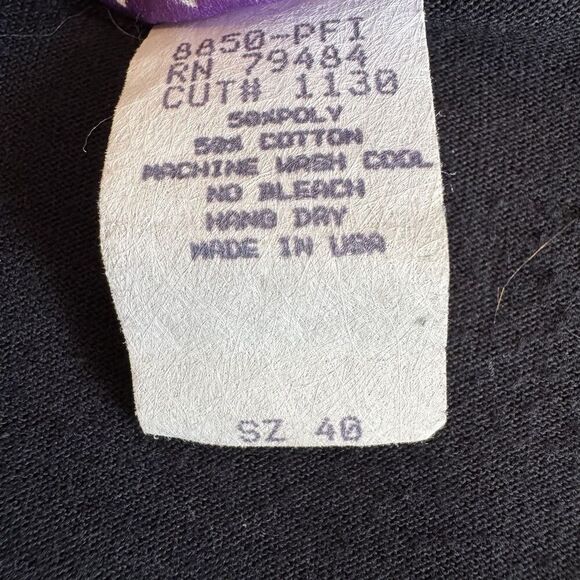 8850-PFI
RN 79484
CUT# 1130
50%POLY
50% COTTON
MACHINE WASH COOL
NO BLEACH
HAND DRY
MADE IN USA
SZ 40